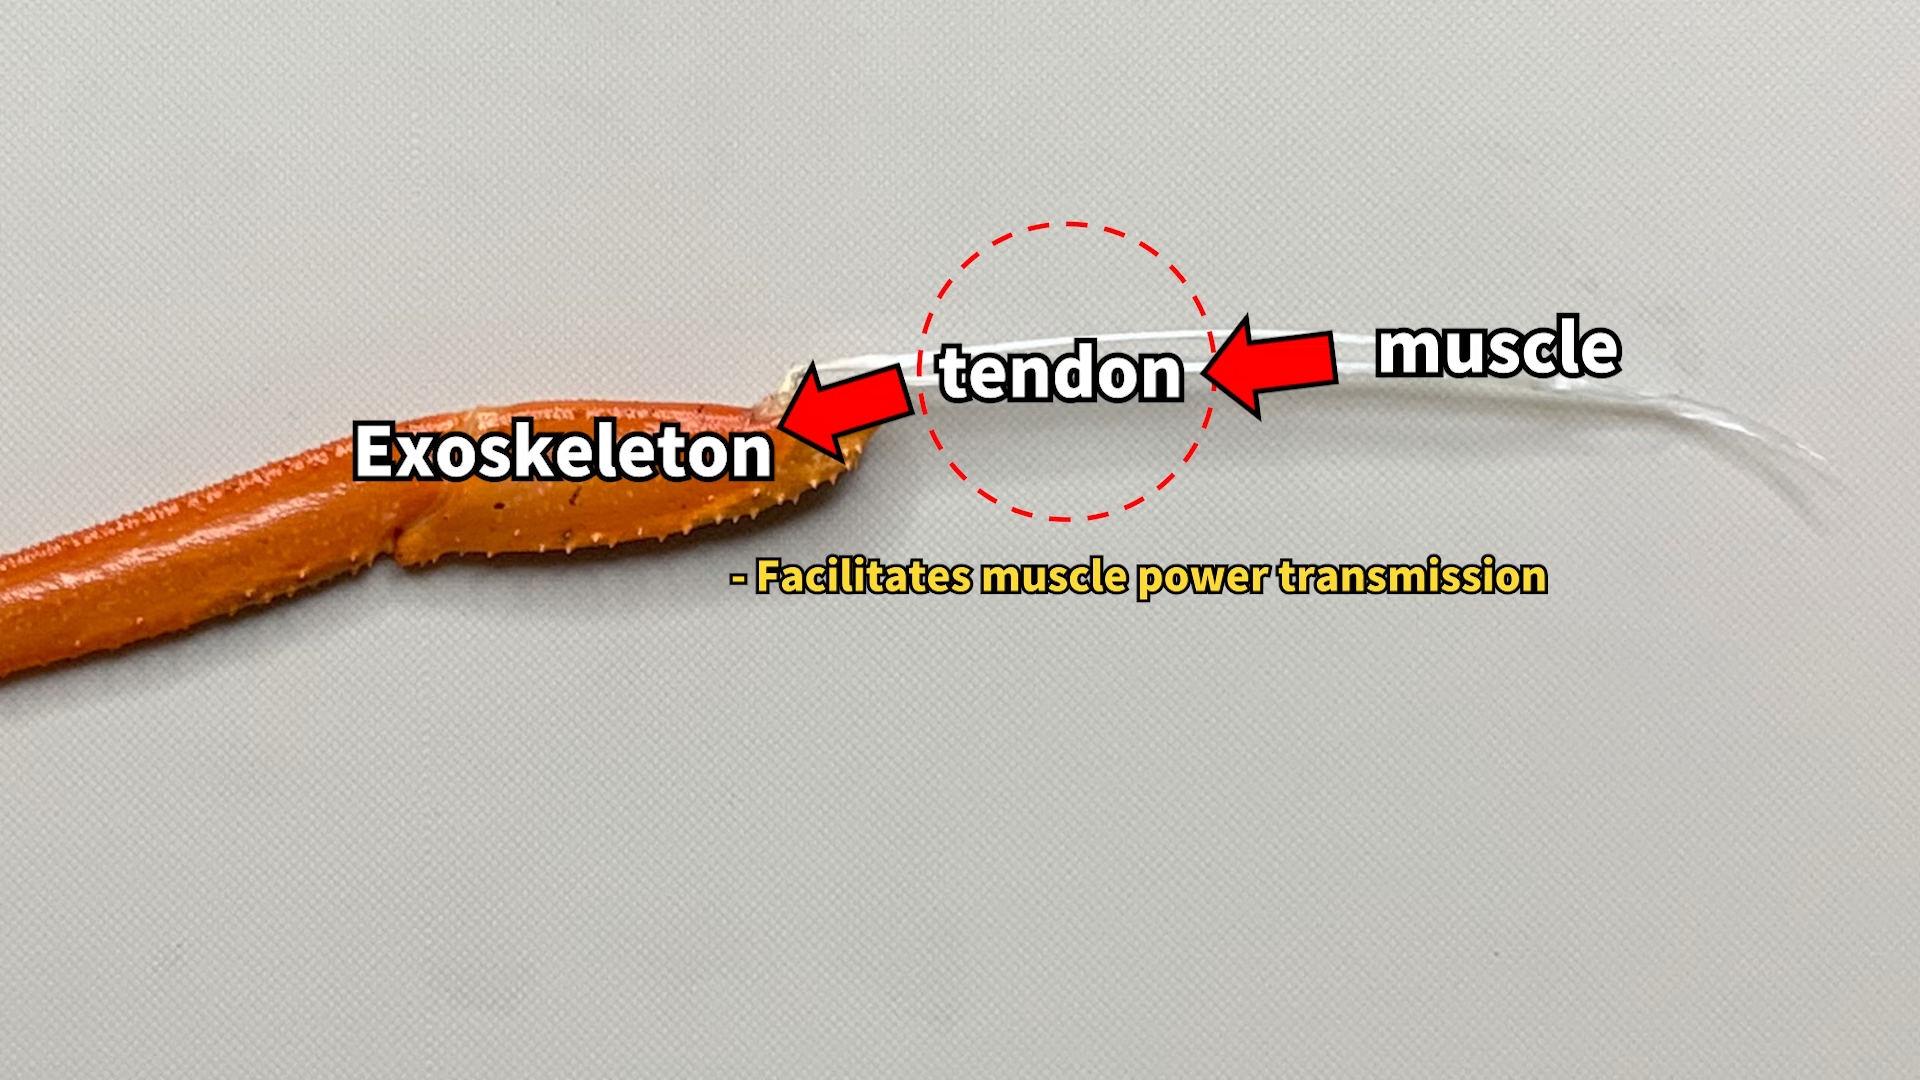 muscle
tendon
Exoskeleton
- Facilitates muscle power transmission